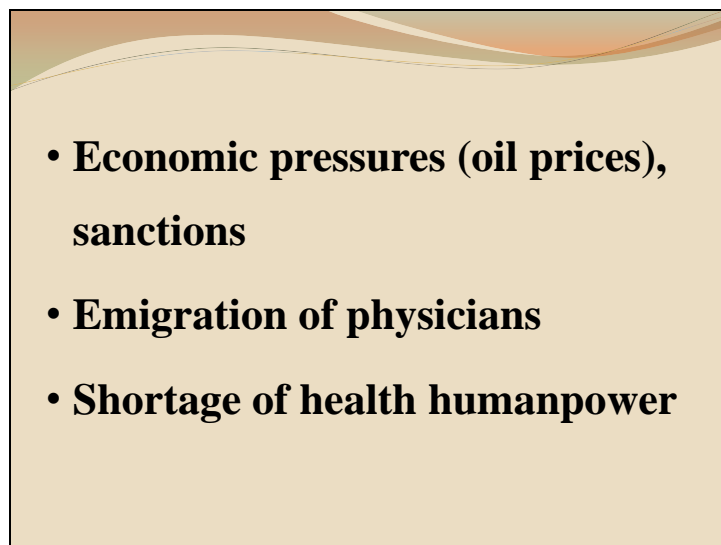 • Economic pressures (oil prices),
sanctions
• Emigration of physicians
• Shortage of health humanpower